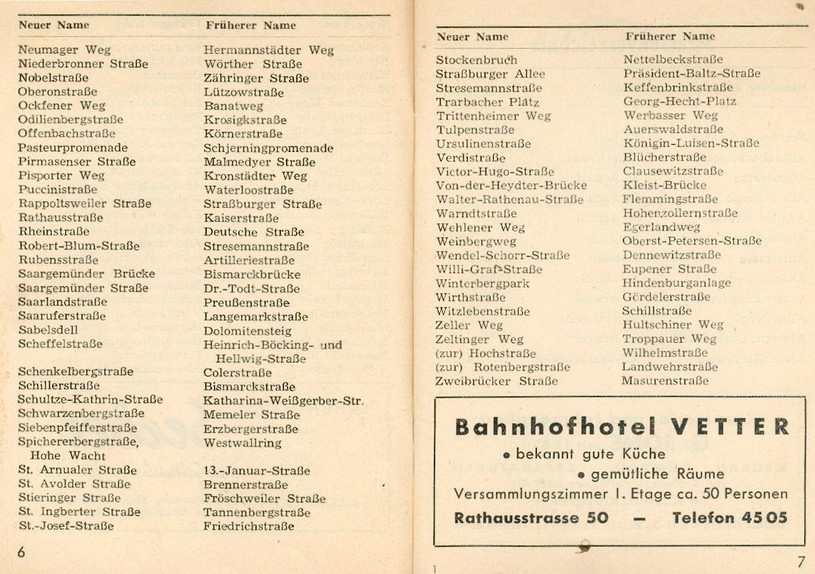 Neuer Name Früherer Name
Neumager Weg Hermannstädter Weg
Niederbronner Straße Wörther Straße
Nobelstraße Zähringer Straße
Oberonstraße Lützowstraße
Ockfener Weg Banatweg
Odilienbergstraße Krosigkstraße
Offenbachstraße Körnerstraße
Pasteurpromenade Schjerningpromenade
Pirmasenser Straße Malmedyer Straße
Pisporter Weg Kronstädter Weg
Puccinistraße Waterloostraße
Rappoltsweiler Straße Straßburger Straße
Rathausstraße Kaiserstraße
Rheinstraße Deutsche Straße
Robert-Blum-Straße Stresemannstraße
Rubensstraße Artilleriestraße
Saargemünder Brücke Bismarckbrücke
Saargemünder Straße Dr.-Todt-Straße
Saarlandstraße Preußenstraße
Saaruferstraße Langemarkstraße
Sabelsdell Dolomitensteig
Scheffelstraße Heinrich-Böcking- und
Hellwig-Straße
Schenkelbergstraße Colerstraße
Schillerstraße Bismarckstraße
Schultze-Kathrin-Straße Katharina-Weißgerber-Str.
Schwarzenbergstraße Memeler Straße
Siebenpfeifferstraße Erzbergerstraße
Spichererbergstraße, Westwallring
Hohe Wacht
St. Arnualer Straße 13.-Januar-Straße
St. Avolder Straße Brennerstraße
Stieringer Straße Fröschweiler Straße
St. Ingberter Straße Tannenbergstraße
St.-Josef-Straße Friedrichstraße
6
Neuer Name Früherer Name
Stockenbruch Nettelbeckstraße
Straßburger Allee Präsident-Baltz-Straße
Stresemannstraße Keffenbrinkstraße
Trarbacher Platz Georg-Hecht-Platz
Trittenheimer Weg Werbasser Weg
Tulpenstraße Auerswaldstraße
Ursulinenstraße Königin-Luisen-Straße
Verdistraße Blücherstraße
Victor-Hugo-Straße Clausewitzstraße
Von-der-Heydter-Brücke Kleist-Brücke
Walter-Rathenau-Straße Flemmingstraße
Warndtstraße Hohenzollernstraße
Wehlener Weg Egerlandweg
Weinbergweg Oberst-Petersen-Straße
Wendel-Schorr-Straße Dennewitzstraße
Willi-Graf-Straße Eupener Straße
Winterbergpark Hindenburganlage
Wirthstraße Gördelerstraße
Witzlebenstraße Schillstraße
Zeller Weg Hultschiner Weg
Zeltinger Weg Troppauer Weg
(zur) Hochstraße Wilhelmstraße
(zur) Rotenbergstraße Landwehrstraße
Zweibrücker Straße Masurenstraße
Bahnhofhotel VETTER
• bekannt gute Küche
• gemütliche Räume
Versammlungszimmer I. Etage ca. 50 Personen
Rathausstrasse 50 — Telefon 45 05
7